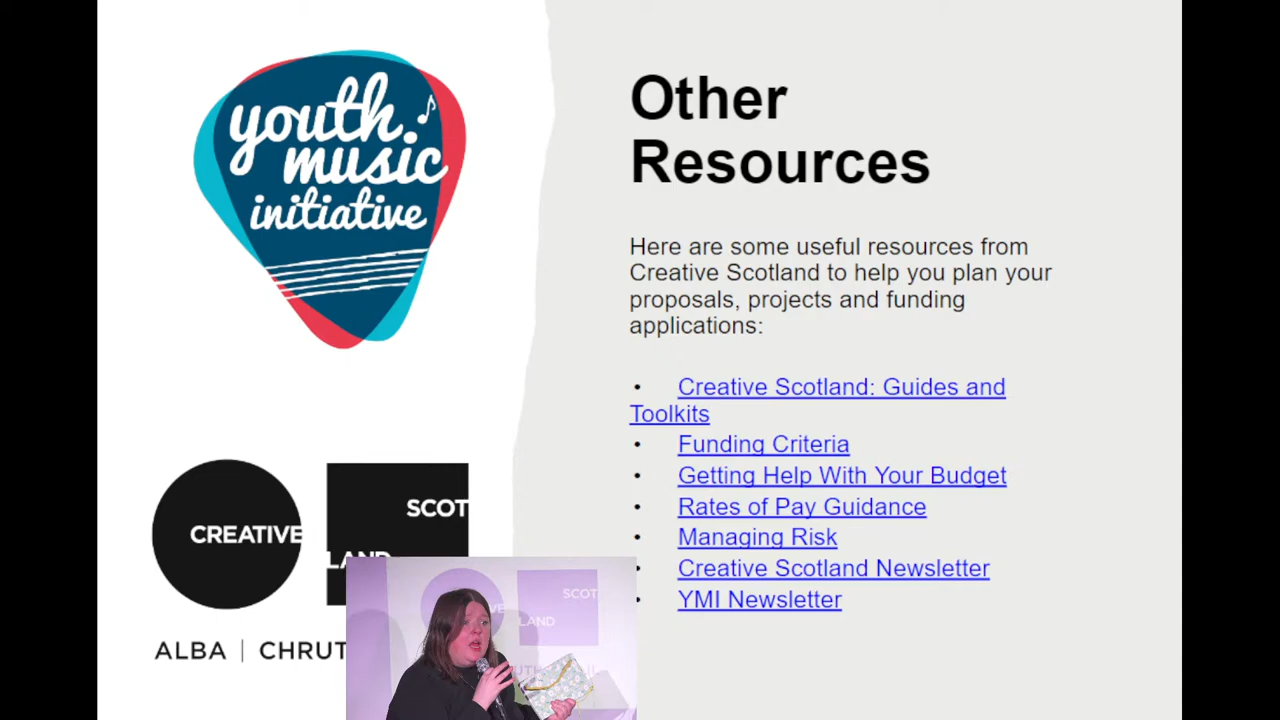 youth
music
initiative
CREATIVE
SCOT
LAND
ALBA | CHRUT
Other
Resources
Here are some useful resources from
Creative Scotland to help you plan your
proposals, projects and funding
applications:
• Creative Scotland: Guides and
Toolkits
• Funding Criteria
• Getting Help With Your Budget
• Rates of Pay Guidance
• Managing Risk
• Creative Scotland Newsletter
• YMI Newsletter
SCOT
LAND